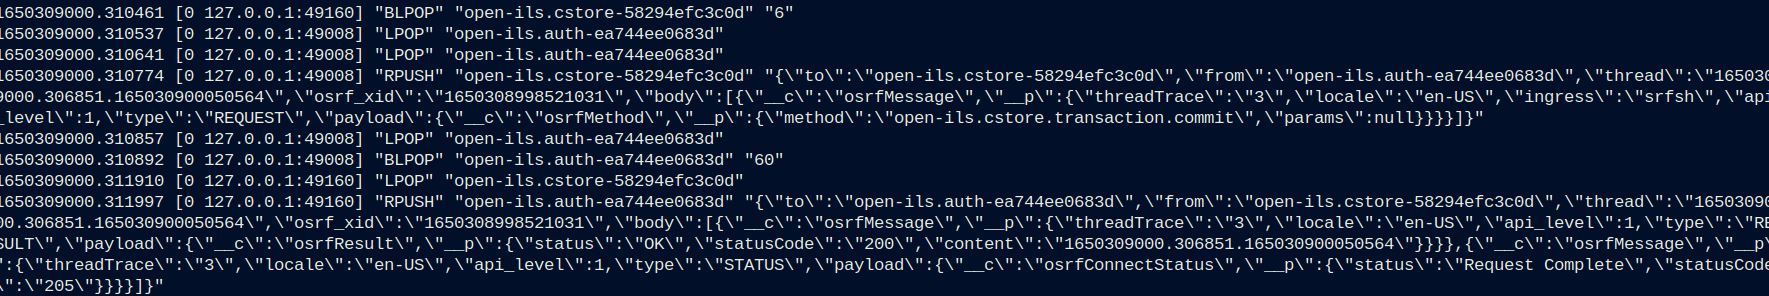 1650309000.310461 [0 127.0.0.1:49160] "BLPOP" "open-ils.cstore-58294efc3c0d" "6"
1650309000.310537 [0 127.0.0.1:49008] "LPOP" "open-ils.auth-ea744ee0683d"
1650309000.310641 [0 127.0.0.1:49008] "LPOP" "open-ils.auth-ea744ee0683d"
1650309000.310774 [0 127.0.0.1:49008] "RPUSH" "open-ils.cstore-58294efc3c0d" "{\"to\":\"open-ils.cstore-58294efc3c0d\",\"from\":\"open-ils.auth-ea744ee0683d\",\"thread\":\"165030
9000.306851.165030900050564\",\"osrf_xid\":\"1650308998521031\",\"body\":[{\"__c\":\"osrfMessage\",\"__p\":{\"threadTrace\":\"3\",\"locale\":\"en-US\",\"ingress\":\"srfsh\",\"api
_level\":1,\"type\":\"REQUEST\",\"payload\":{\"__c\":\"osrfMethod\",\"__p\":{\"method\":\"open-ils.cstore.transaction.commit\",\"params\":null}}}}]}"
1650309000.310857 [0 127.0.0.1:49008] "LPOP" "open-ils.auth-ea744ee0683d"
1650309000.310892 [0 127.0.0.1:49008] "BLPOP" "open-ils.auth-ea744ee0683d" "60"
1650309000.311910 [0 127.0.0.1:49160] "LPOP" "open-ils.cstore-58294efc3c0d"
1650309000.311997 [0 127.0.0.1:49160] "RPUSH" "open-ils.auth-ea744ee0683d" "{\"to\":\"open-ils.auth-ea744ee0683d\",\"from\":\"open-ils.cstore-58294efc3c0d\",\"thread\":\"16503090
00.306851.165030900050564\",\"osrf_xid\":\"1650308998521031\",\"body\":[{\"__c\":\"osrfMessage\",\"__p\":{\"threadTrace\":\"3\",\"locale\":\"en-US\",\"api_level\":1,\"type\":\"RE
SULT\",\"payload\":{\"__c\":\"osrfResult\",\"__p\":{\"status\":\"OK\",\"statusCode\":\"200\",\"content\":\"1650309000.306851.165030900050564\"}}}},{\"__c\":\"osrfMessage\",\"__p\
":{\"threadTrace\":\"3\",\"locale\":\"en-US\",\"api_level\":1,\"type\":\"STATUS\",\"payload\":{\"__c\":\"osrfConnectStatus\",\"__p\":{\"status\":\"Request Complete\",\"statusCode
\":\"205\"}}}}]}"